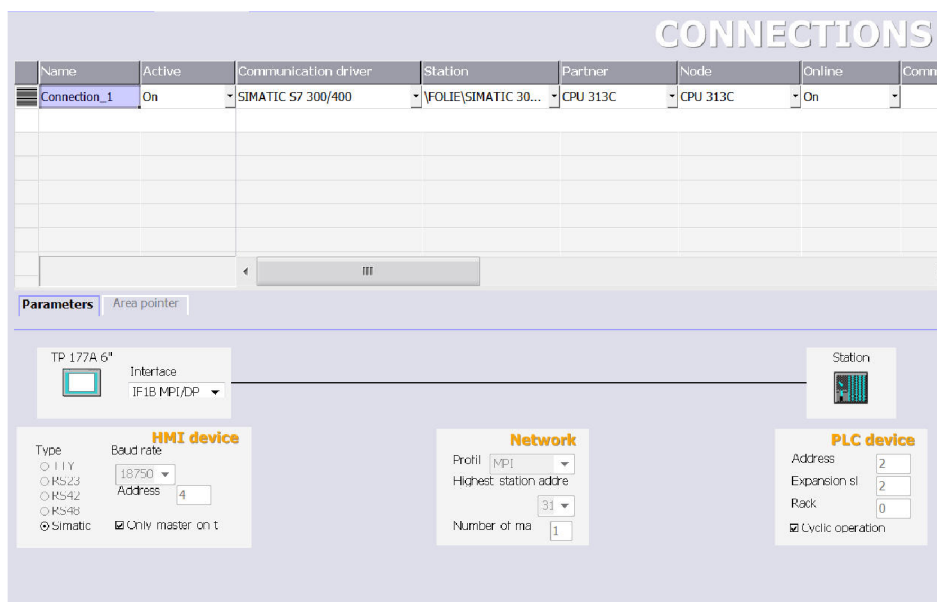 CONNECTIONS
Name Active Communication driver Station Partner Node Online Comn
Connection_1 On SIMATIC S7 300/400 \FOLIE\SIMATIC 30... CPU 313C CPU 313C On
Parameters Area pointer
TP 177A 6"
Interface
IF1B MPI/DP
Station
HMI device
Type Baud rate
TTY
18750
RS23
Address 4
RS42
RS48
Simatic Only master on t
Network
Profil MPI
Highest station addre
31
Number of ma 1
PLC device
Address 2
Expansion sl 2
Rack 0
Cyclic operation